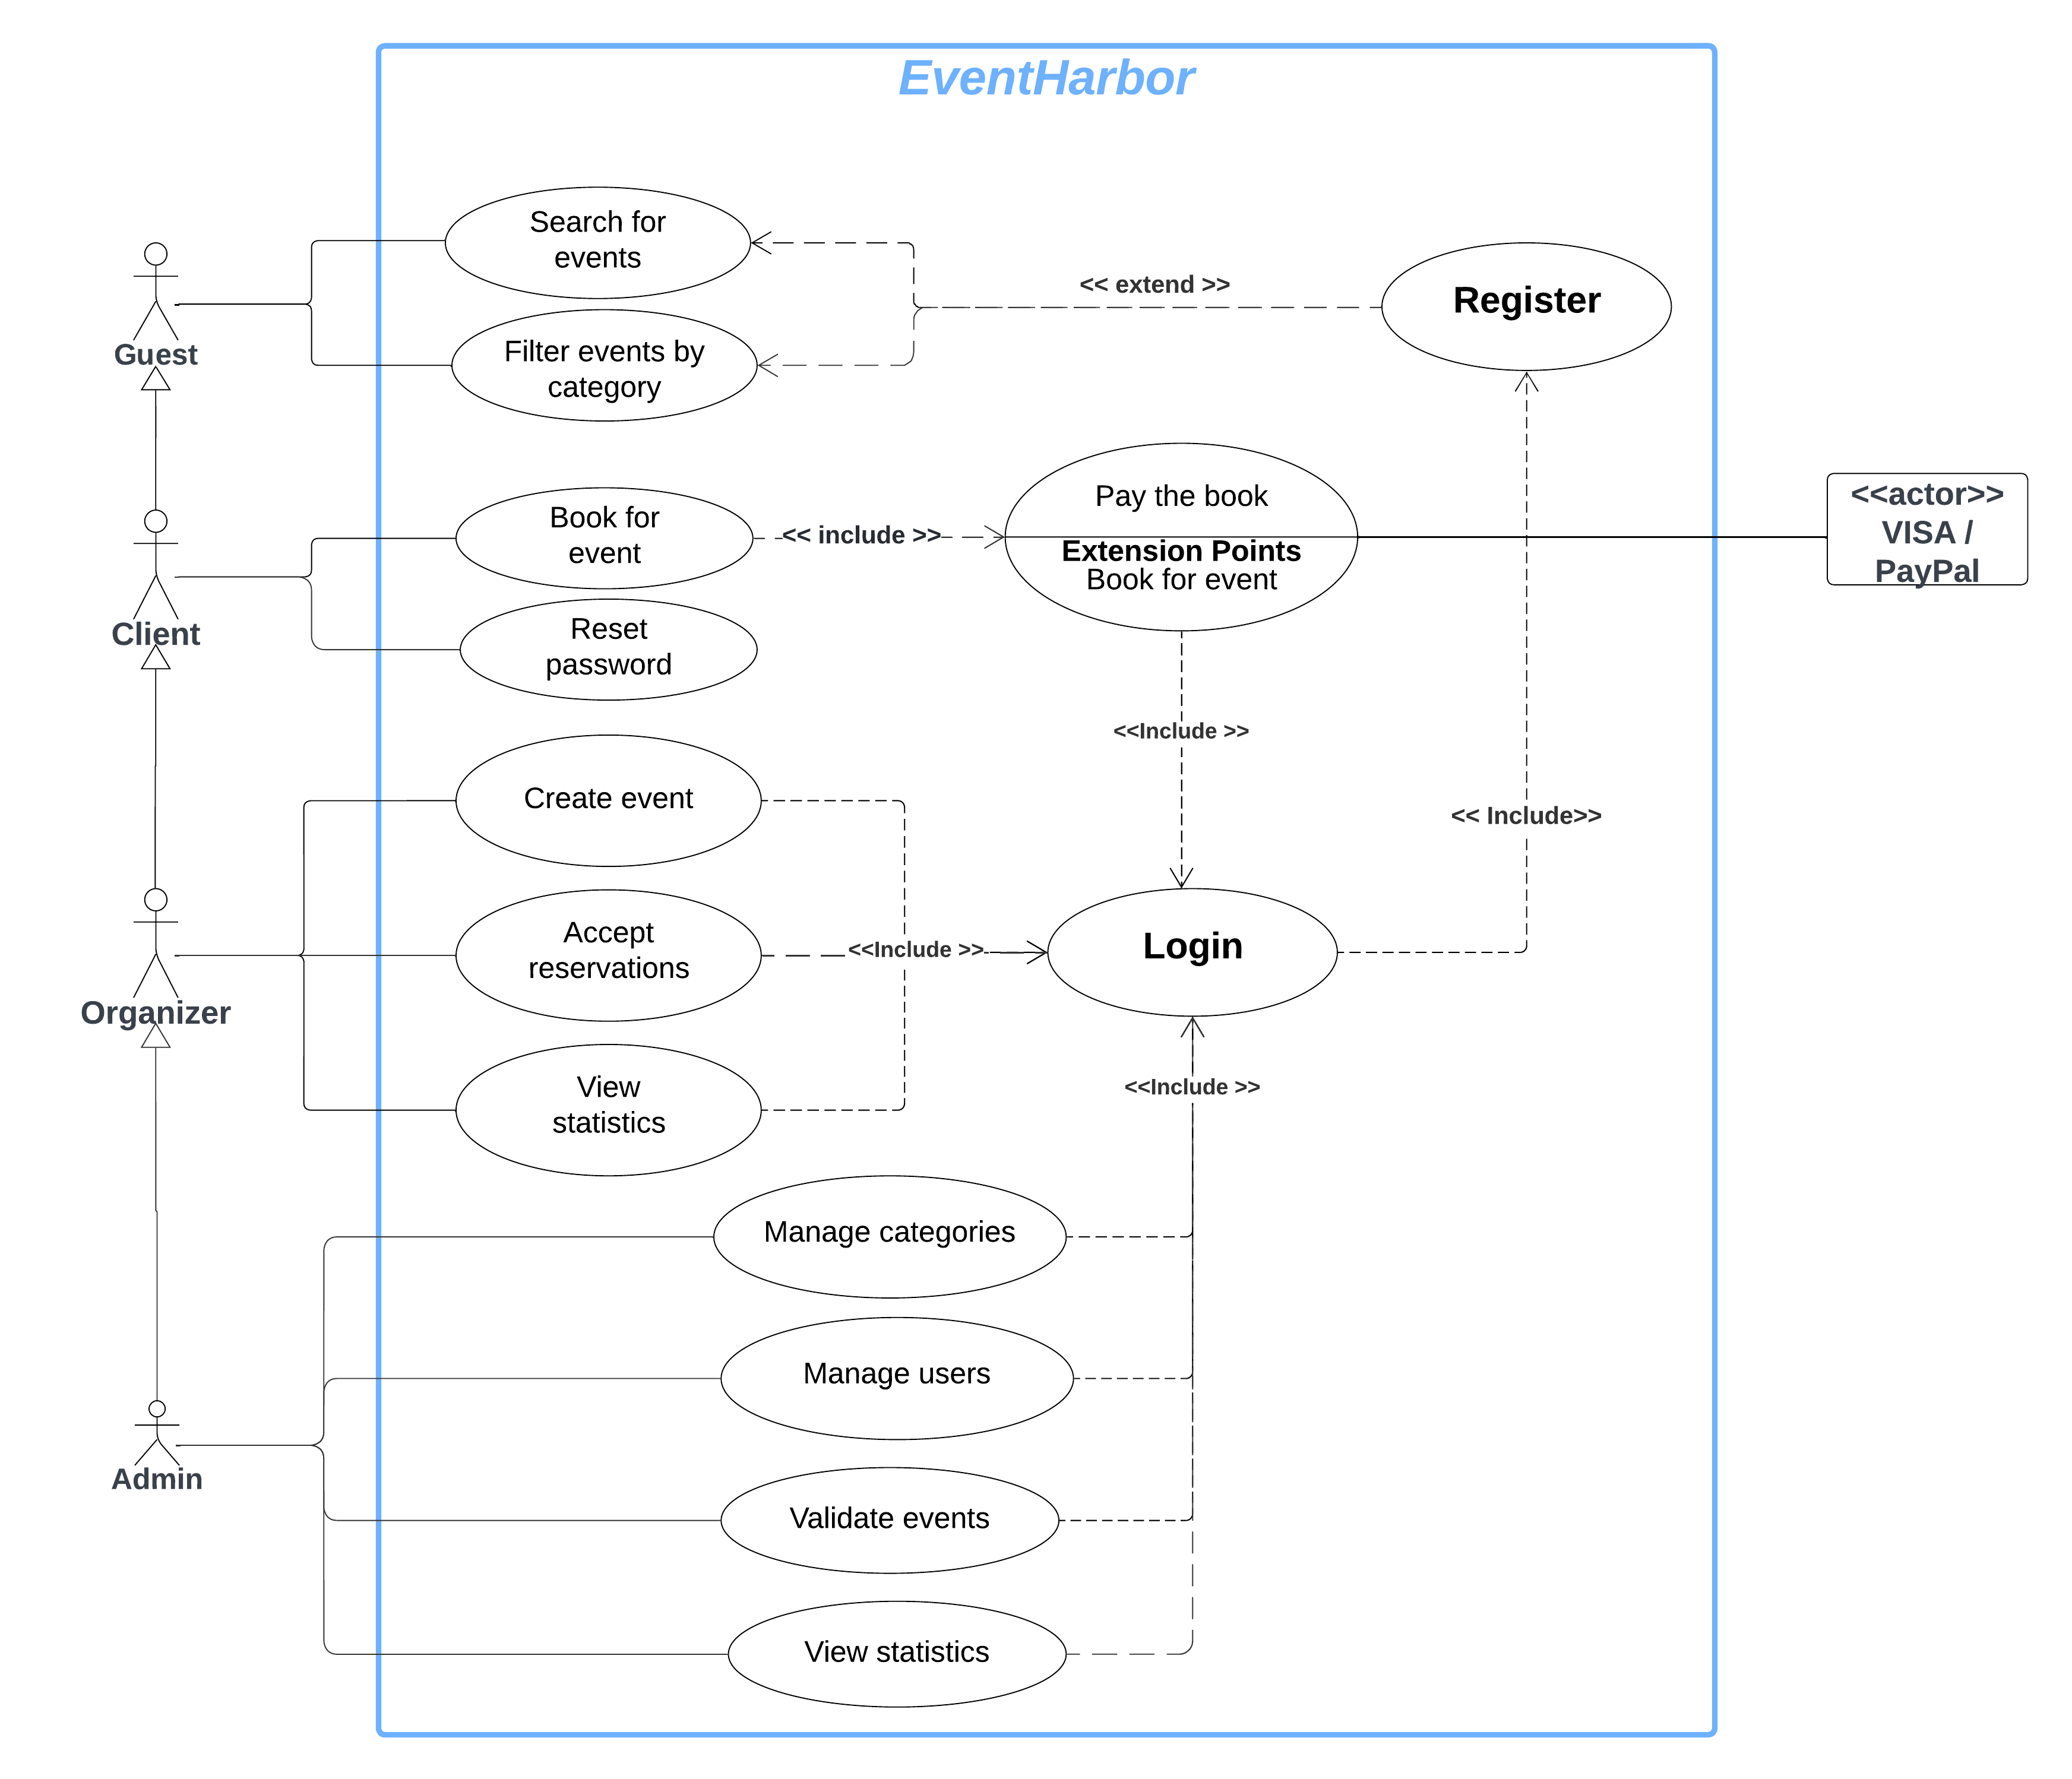 EventHarbor
Search for
events
<< extend >>
Register
Guest
Filter events by
category
Book for
event
<< include >>
Pay the book
Extension Points
Book for event
<<actor>>
VISA /
PayPal
Client
Reset
password
<<Include >>
Create event
<< Include>>
Accept
reservations
<<Include >>
Login
Organizer
View
statistics
<<Include >>
Manage categories
Manage users
Admin
Validate events
View statistics